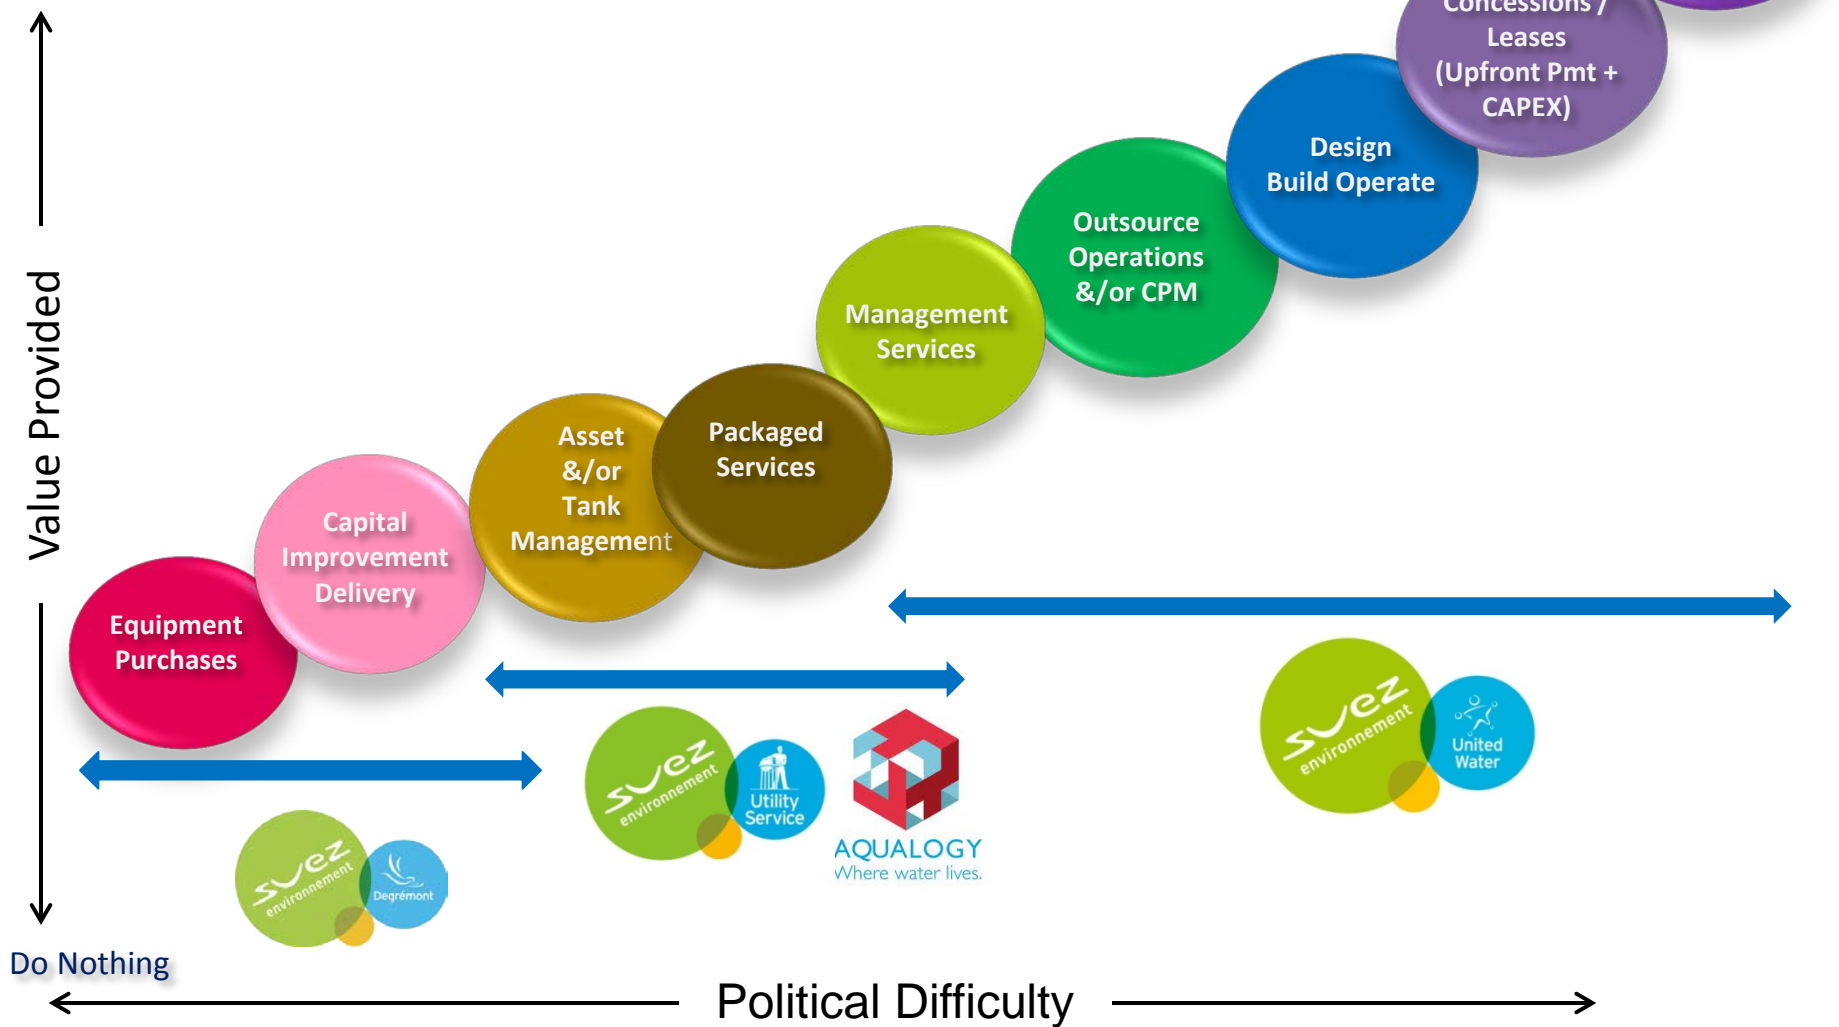 Concessions /
Leases
(Upfront Pmt +
CAPEX)
Design
Build Operate
Outsource
Operations
&/or CPM
Management
Services
Packaged
Services
Asset
&/or
Tank
Management
Capital
Improvement
Delivery
Equipment
Purchases
Value Provided
suez
environnement
United
Water
suez
environnement
Utility
Service
AQUALOGY
Where water lives.
suez
environnement
Degrémont
Do Nothing
Political Difficulty